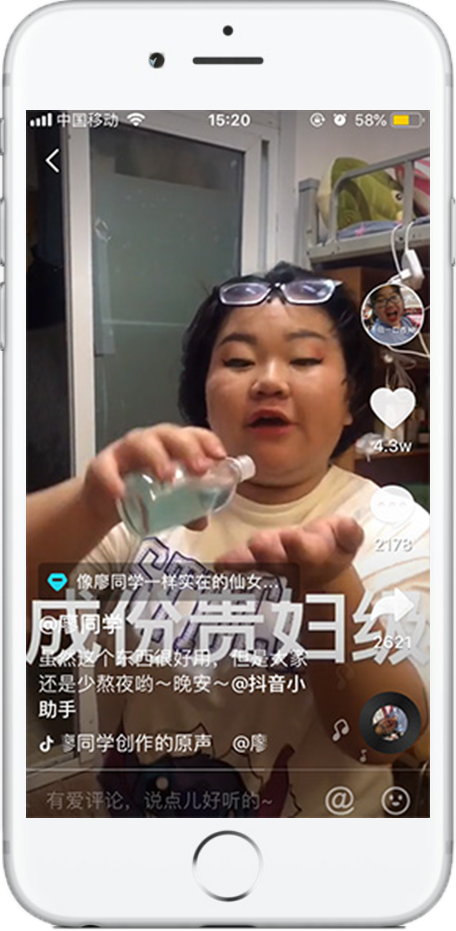 中国移动
15:20
58%
4.3w
2178
2621
像廖同学一样实在的仙女...
@廖同学
成份贵妇级
虽然这个东西很好用，但是大家
还是少熬夜哟～晚安～@抖音小
助手
廖同学创作的原声 @廖
有爱评论，说点儿好听的~
@